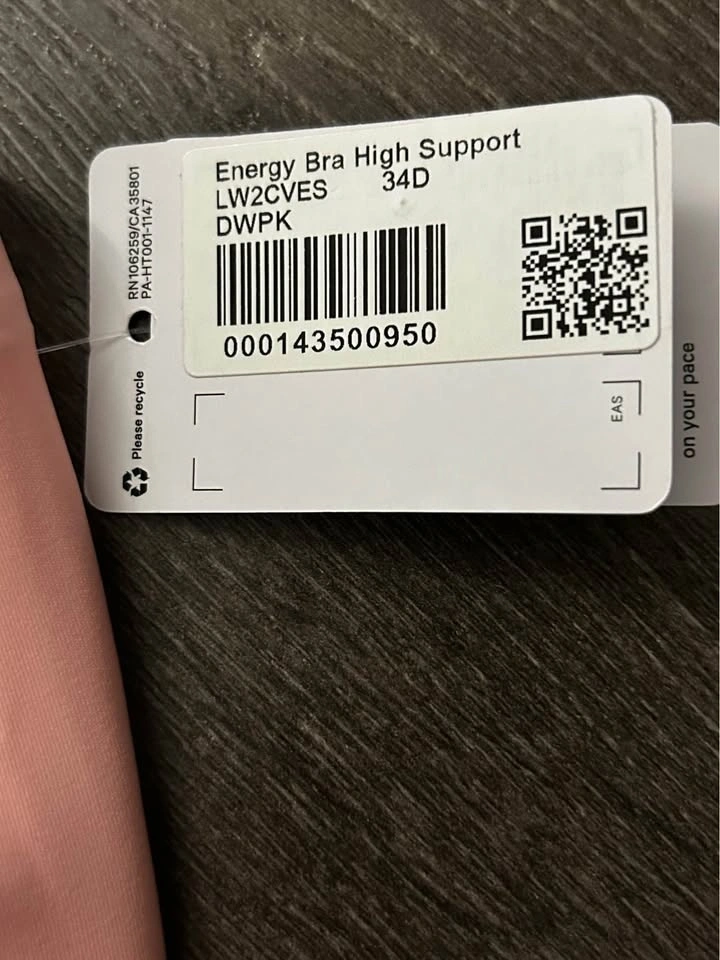 Energy Bra High Support
LW2CVES 34D
DWPK
000143500950
RN106259/CA35801
PA-HT001-1147
Please recycle
EAS
on your pace